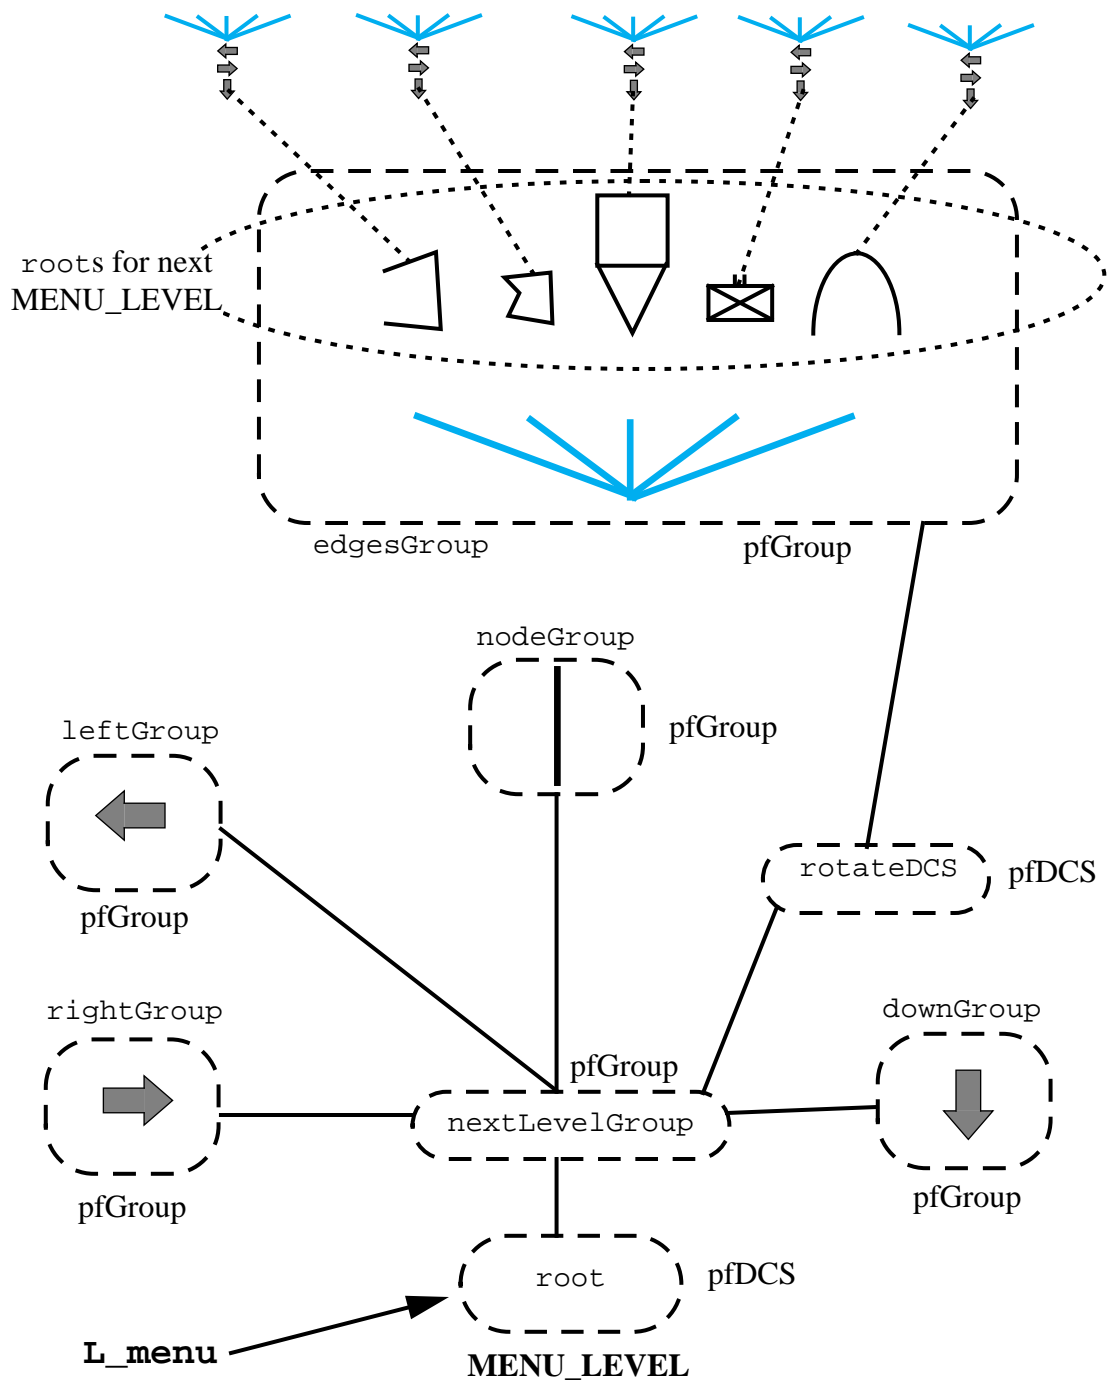 roots for next
MENU_LEVEL
edgesGroup
pfGroup
nodeGroup
pfGroup
leftGroup
pfGroup
rotateDCS
pfDCS
rightGroup
pfGroup
downGroup
pfGroup
pfGroup
nextLevelGroup
root
pfDCS
L_menu
MENU_LEVEL